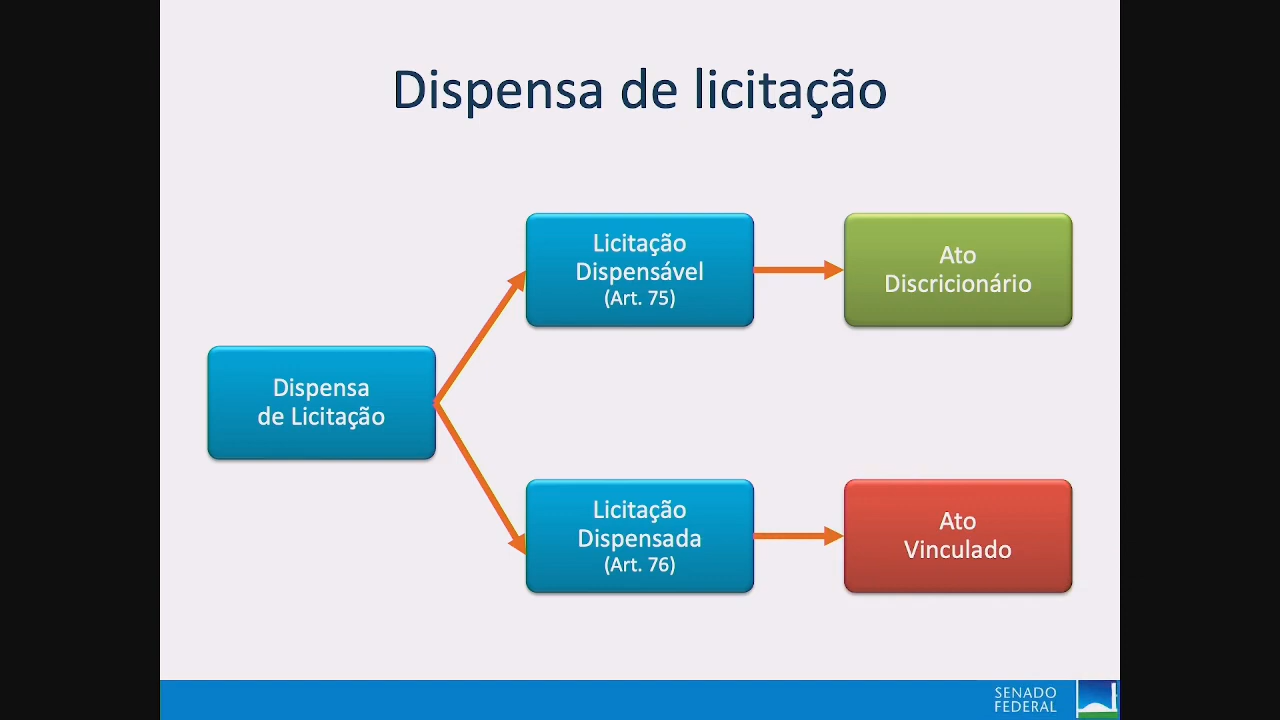 Dispensa de licitação
Licitação
Dispensável
(Art. 75)
Ato
Discricionário
Dispensa
de Licitação
Licitação
Dispensada
(Art. 76)
Ato
Vinculado
SENADO
FEDERAL